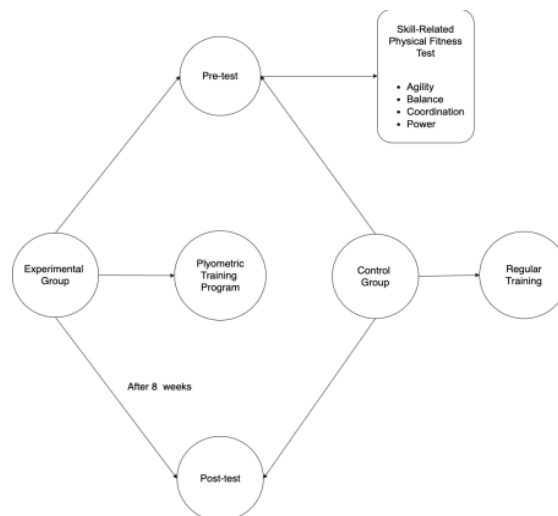 Skill-Related
Physical Fitness
Test
• Agility
• Balance
• Coordination
• Power
Pre-test
Experimental
Group
Plyometric
Training
Program
Control
Group
Regular
Training
After 8 weeks
Post-test